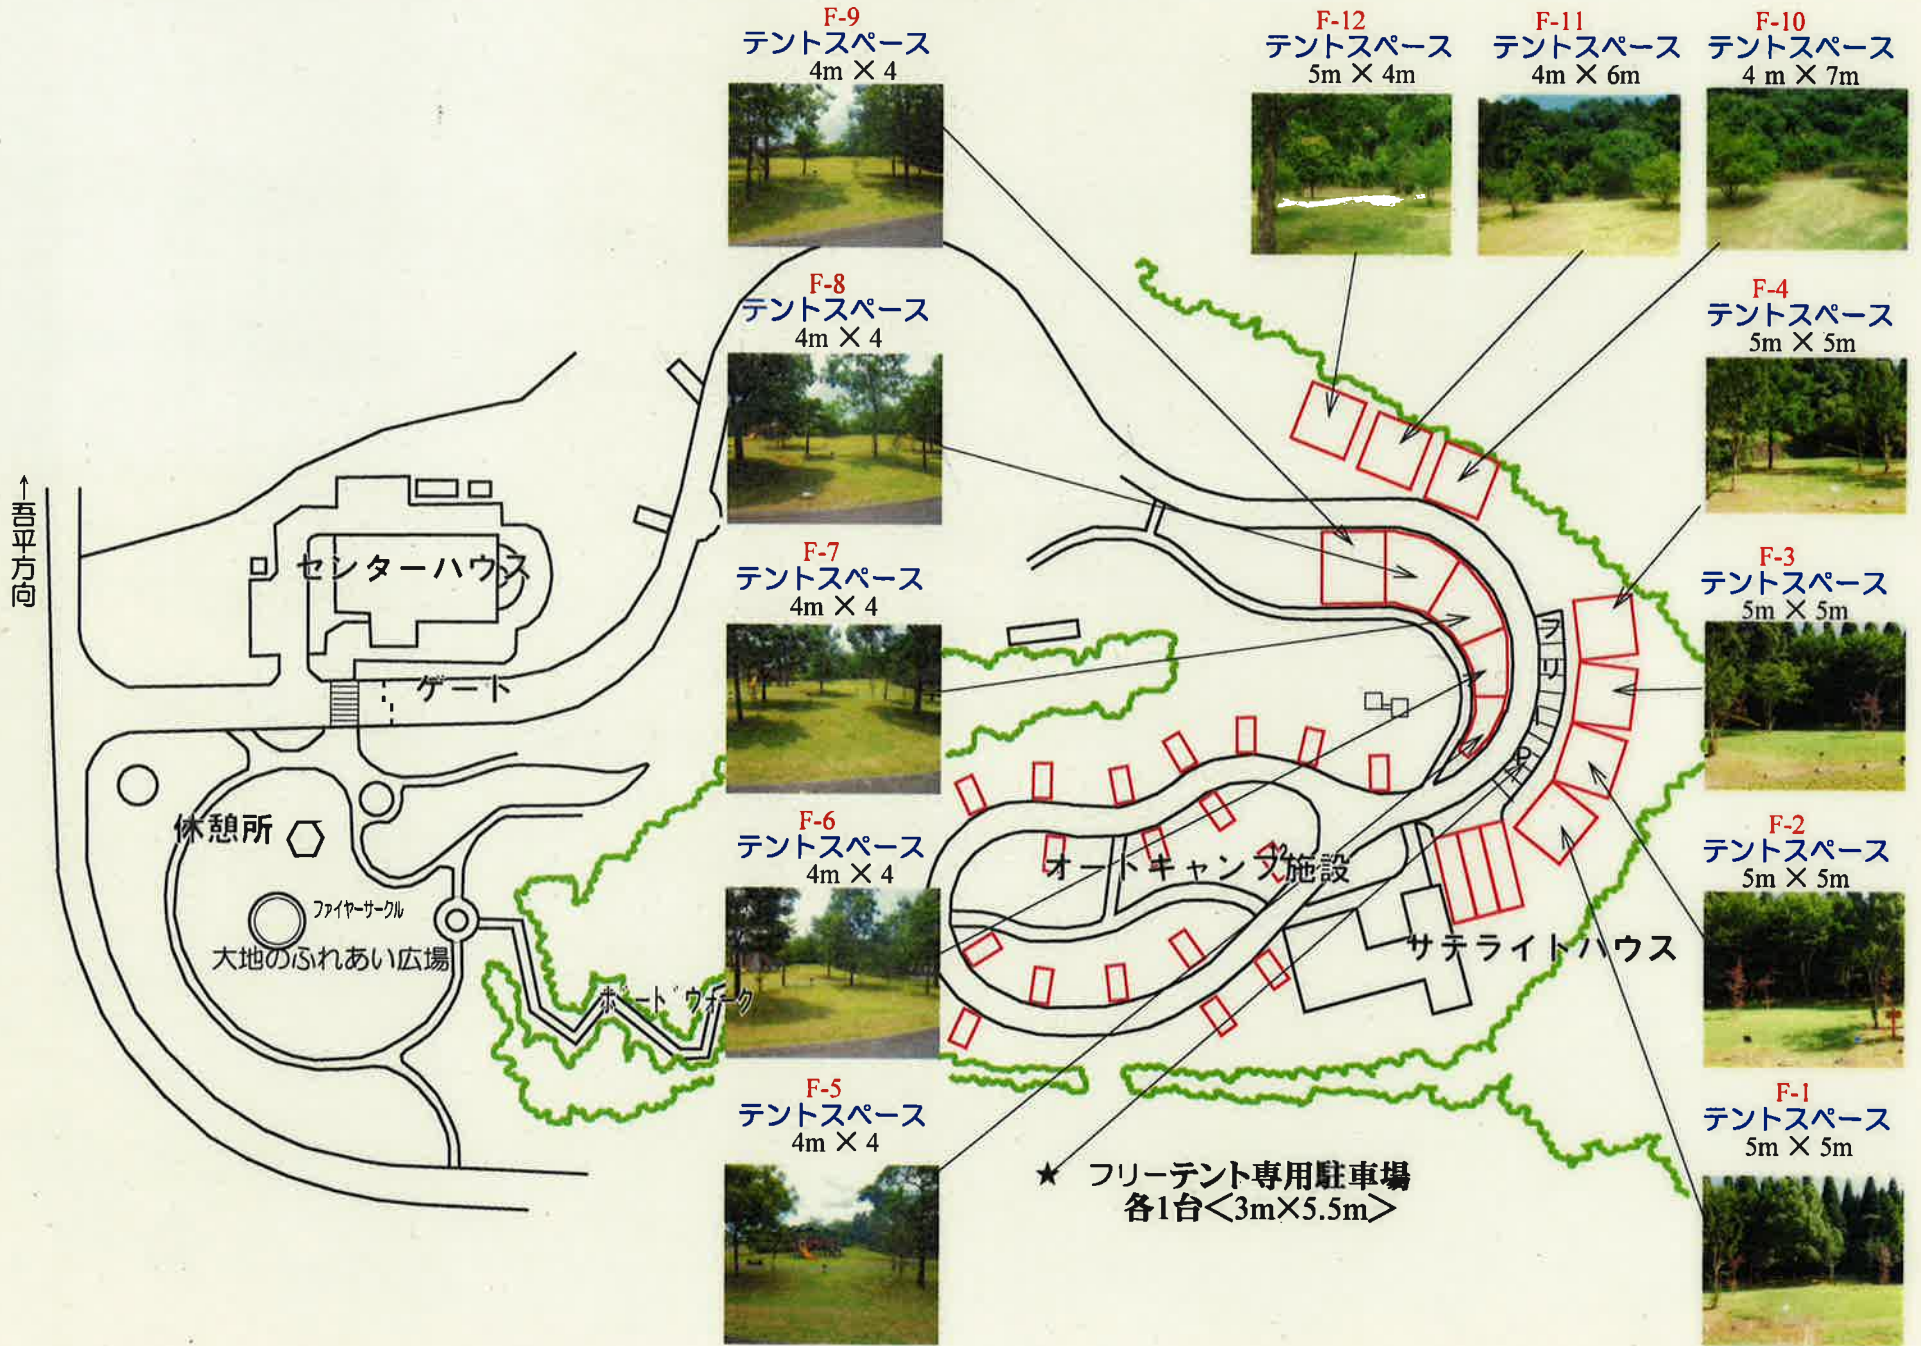 F-9
テントスペース
4m × 4
F-12
テントスペース
5m × 4m
F-11
テントスペース
4m × 6m
F-10
テントスペース
4 m × 7m
F-8
テントスペース
4m × 4
F-4
テントスペース
5m × 5m
↑吾平方向
センターハウス
ゲート
F-7
テントスペース
4m × 4
F-3
テントスペース
5m × 5m
フリーP
休憩所
ファイヤーサークル
大地のふれあい広場
ボードウォーク
F-6
テントスペース
4m × 4
オートキャンプ施設
サテライトハウス
F-2
テントスペース
5m × 5m
F-5
テントスペース
4m × 4
F-1
テントスペース
5m × 5m
★ フリーテント専用駐車場
各1台<3m×5.5m>